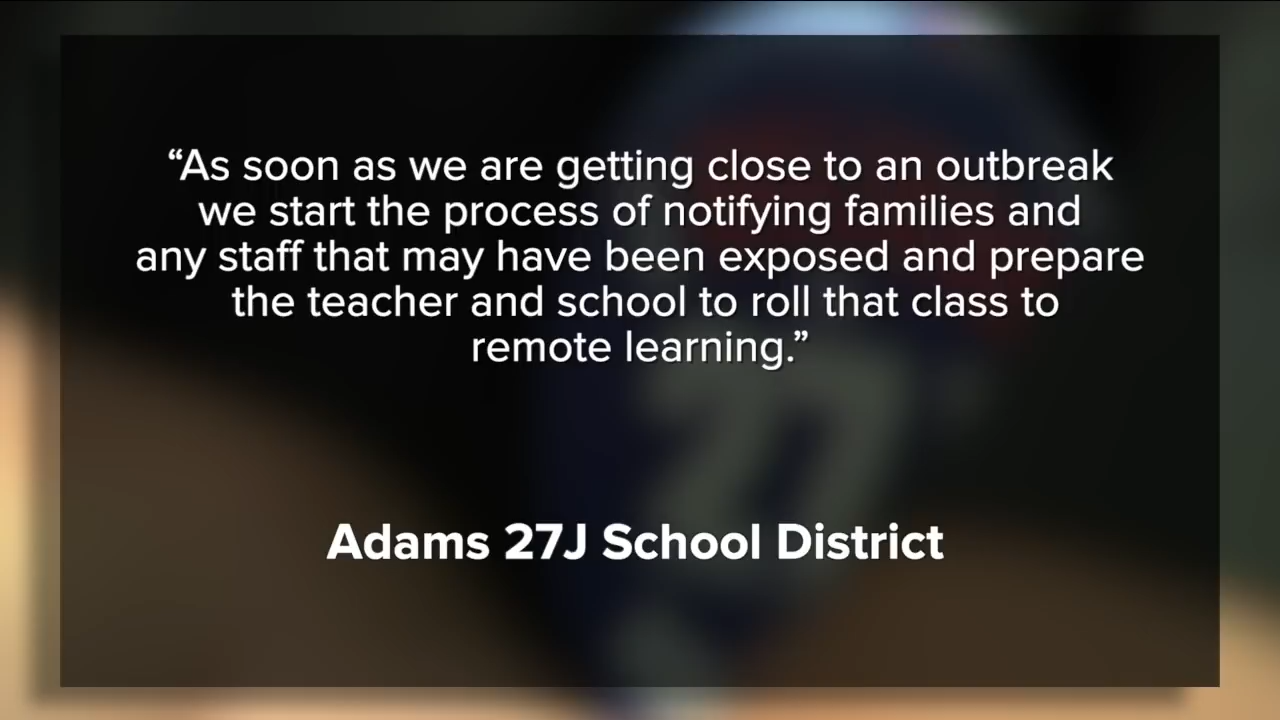 “As soon as we are getting close to an outbreak
we start the process of notifying families and
any staff that may have been exposed and prepare
the teacher and school to roll that class to
remote learning.”
Adams 27J School District